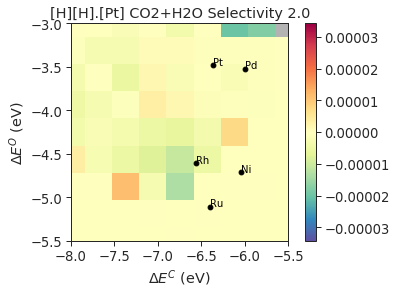 [H][H].[Pt] CO2+H2O Selectivity 2.0
ΔE^O (eV)
−3.0
−3.5
−4.0
−4.5
−5.0
−5.5
Pt
Pd
Rh
Ni
Ru
−8.0 −7.5 −7.0 −6.5 −6.0 −5.5
ΔE^C (eV)
0.00003
0.00002
0.00001
0.00000
−0.00001
−0.00002
−0.00003